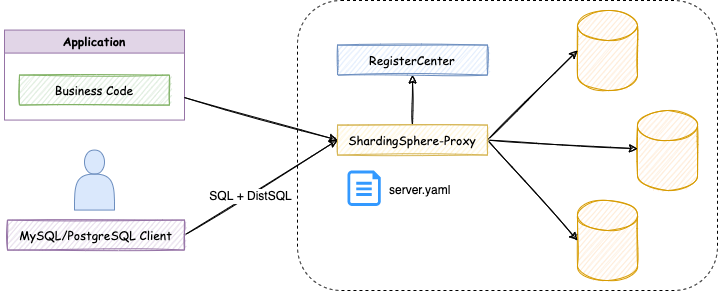 Application
Business Code
RegisterCenter
ShardingSphere-Proxy
server.yaml
SQL + DistSQL
MySQL/PostgreSQL Client